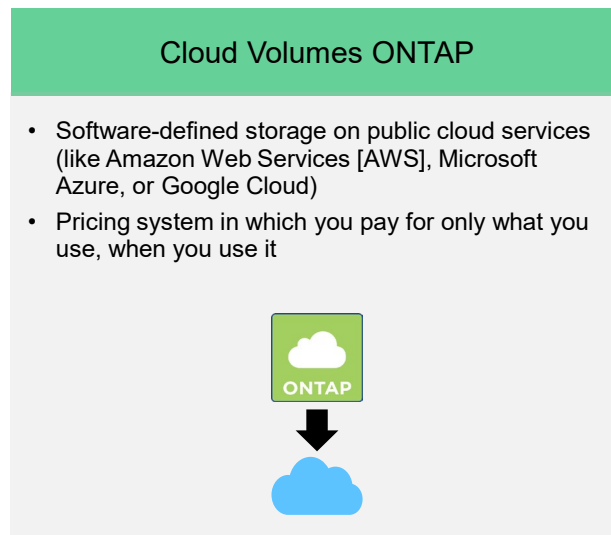 Cloud Volumes ONTAP
• Software-defined storage on public cloud services
(like Amazon Web Services [AWS], Microsoft
Azure, or Google Cloud)
• Pricing system in which you pay for only what you
use, when you use it
ONTAP